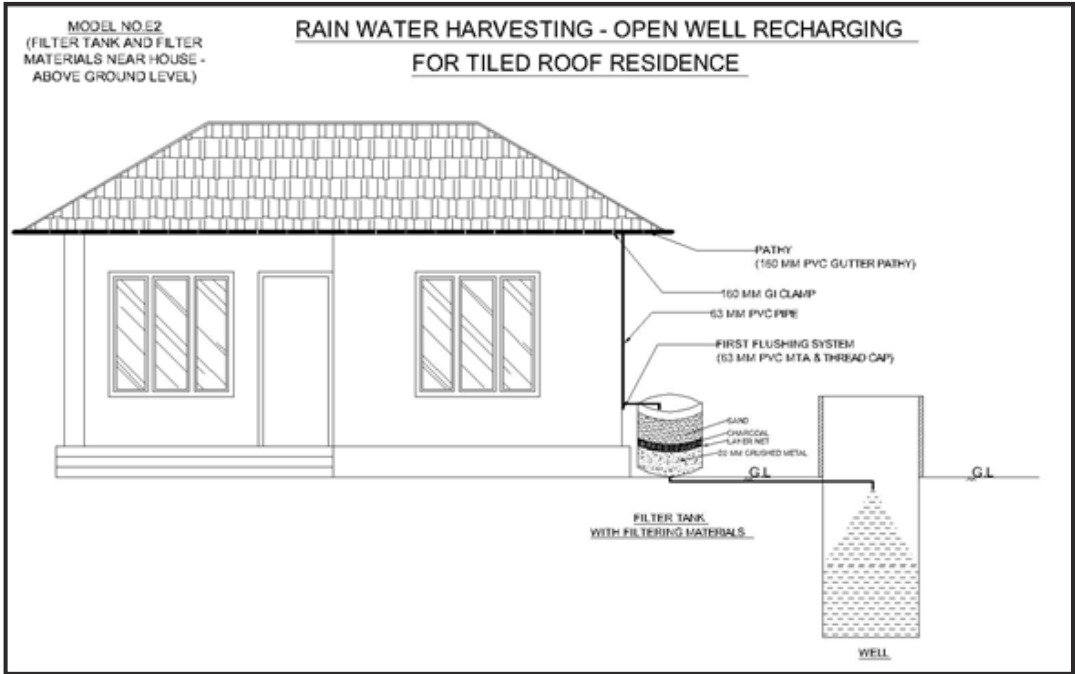 MODEL NO.E2
(FILTER TANK AND FILTER
MATERIALS NEAR HOUSE -
ABOVE GROUND LEVEL)
RAIN WATER HARVESTING - OPEN WELL RECHARGING
FOR TILED ROOF RESIDENCE
PATHY
(160 MM PVC GUTTER PATHY)
160 MM GI CLAMP
63 MM PVC PIPE
FIRST FLUSHING SYSTEM
(63 MM PVC MTA & THREAD CAP)
SAND
CHARCOAL
LAYER NET
MM CRUSHED METAL
G.L
G.L
FILTER TANK
WITH FILTERING MATERIALS
WELL